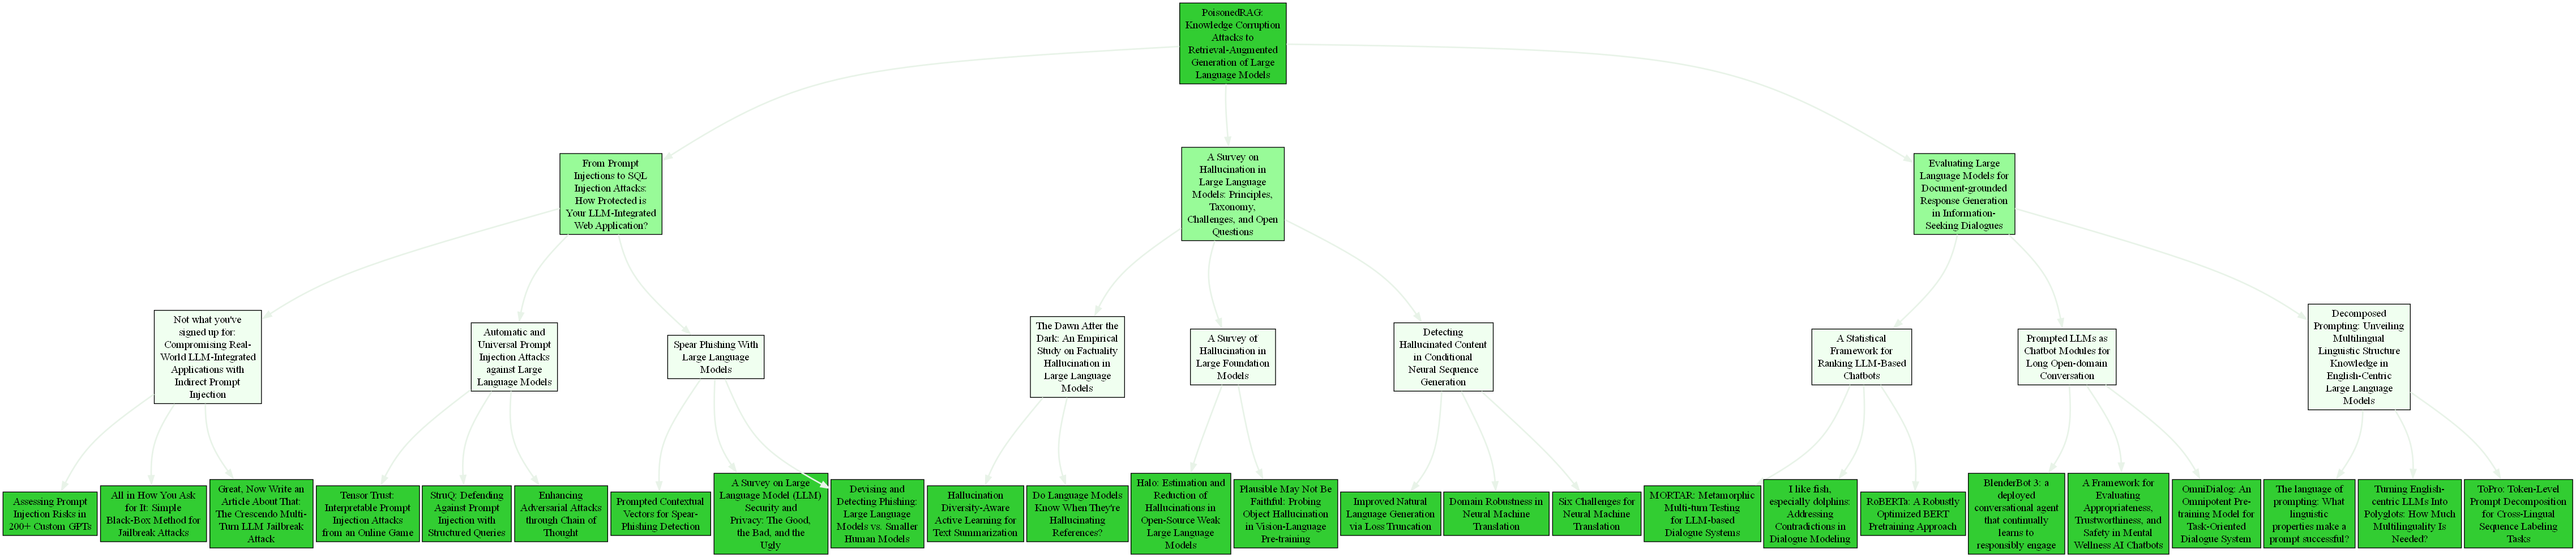 PoisonedRAG:
Knowledge Corruption
Attacks to
Retrieval-Augmented
Generation of Large
Language Models
From Prompt
Injections to SQL
Injection Attacks:
How Protected is
Your LLM-Integrated
Web Application?
A Survey on
Hallucination in
Large Language
Models: Principles,
Taxonomy,
Challenges, and Open
Questions
Evaluating Large
Language Models for
Document-grounded
Response Generation
in Information-
Seeking Dialogues
Not what you've
signed up for:
Compromising Real-
World LLM-Integrated
Applications with
Indirect Prompt
Injection
Automatic and
Universal Prompt
Injection Attacks
against Large
Language Models
Spear Phishing With
Large Language
Models
The Dawn After the
Dark: An Empirical
Study on Factuality
Hallucination in
Large Language
Models
A Survey of
Hallucination in
Large Foundation
Models
Detecting
Hallucinated Content
in Conditional
Neural Sequence
Generation
A Statistical
Framework for
Ranking LLM-Based
Chatbots
Prompted LLMs as
Chatbot Modules for
Long Open-domain
Conversation
Decomposed
Prompting: Unveiling
Multilingual
Linguistic Structure
Knowledge in
English-Centric
Large Language
Models
Assessing Prompt
Injection Risks in
200+ Custom GPTs
All in How You Ask
for It: Simple
Black-Box Method for
Jailbreak Attacks
Great, Now Write an
Article About That:
The Crescendo Multi-
Turn LLM Jailbreak
Attack
Tensor Trust:
Interpretable Prompt
Injection Attacks
from an Online Game
StruQ: Defending
Against Prompt
Injection with
Structured Queries
Enhancing
Adversarial Attacks
through Chain of
Thought
Prompted Contextual
Vectors for Spear-
Phishing Detection
A Survey on Large
Language Model (LLM)
Security and
Privacy: The Good,
the Bad, and the
Ugly
Devising and
Detecting Phishing:
Large Language
Models vs. Smaller
Human Models
Hallucination
Diversity-Aware
Active Learning for
Text Summarization
Do Language Models
Know When They're
Hallucinating
References?
Halo: Estimation and
Reduction of
Hallucinations in
Open-Source Weak
Large Language
Models
Plausible May Not Be
Faithful: Probing
Object Hallucination
in Vision-Language
Pre-training
Improved Natural
Language Generation
via Loss Truncation
Domain Robustness in
Neural Machine
Translation
Six Challenges for
Neural Machine
Translation
MORTAR: Metamorphic
Multi-turn Testing
for LLM-based
Dialogue Systems
I like fish,
especially dolphins:
Addressing
Contradictions in
Dialogue Modeling
RoBERTa: A Robustly
Optimized BERT
Pretraining Approach
BlenderBot 3: a
deployed
conversational agent
that continually
learns to
responsibly engage
A Framework for
Evaluating
Appropriateness,
Trustworthiness, and
Safety in Mental
Wellness AI Chatbots
OmniDialog: An
Omnipotent Pre-
training Model for
Task-Oriented
Dialogue System
The language of
prompting: What
linguistic
properties make a
prompt successful?
Turning English-
centric LLMs Into
Polyglots: How Much
Multilinguality Is
Needed?
ToPro: Token-Level
Prompt Decomposition
for Cross-Lingual
Sequence Labeling
Tasks